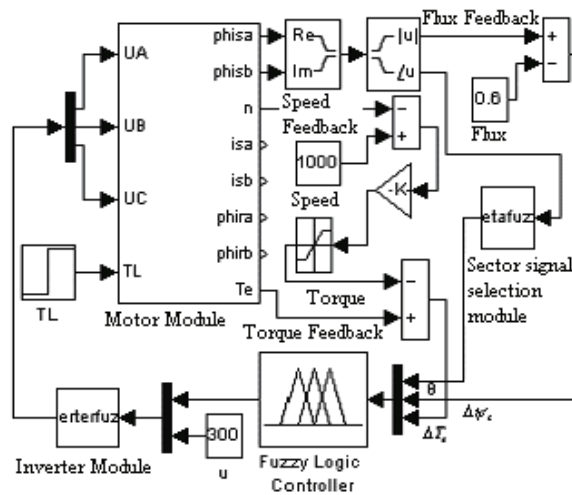 Flux Feedback
phisa
Re
|u|
+
UA
-
phisb
Im
∠u
0.6
n
Speed
-
Flux
UB
Feedback
+
isa
1000
isb
-K-
UC
Speed
etafuz
phira
phirb
Sector signal
selection
module
TL
Te
Torque
-
TL
Motor Module
+
Torque Feedback
θ
erterfuz
300
Δψs
ΔTe
Inverter Module
u
Fuzzy Logic
Controller